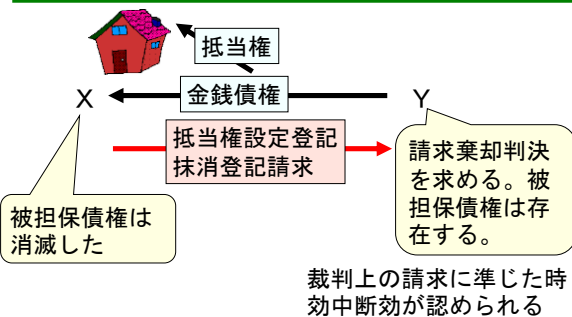 抵当権
X
金銭債権
Y
抵当権設定登記
抹消登記請求
被担保債権は
消滅した
請求棄却判決
を求める。被
担保債権は存
在する。
裁判上の請求に準じた時
効中断効が認められる